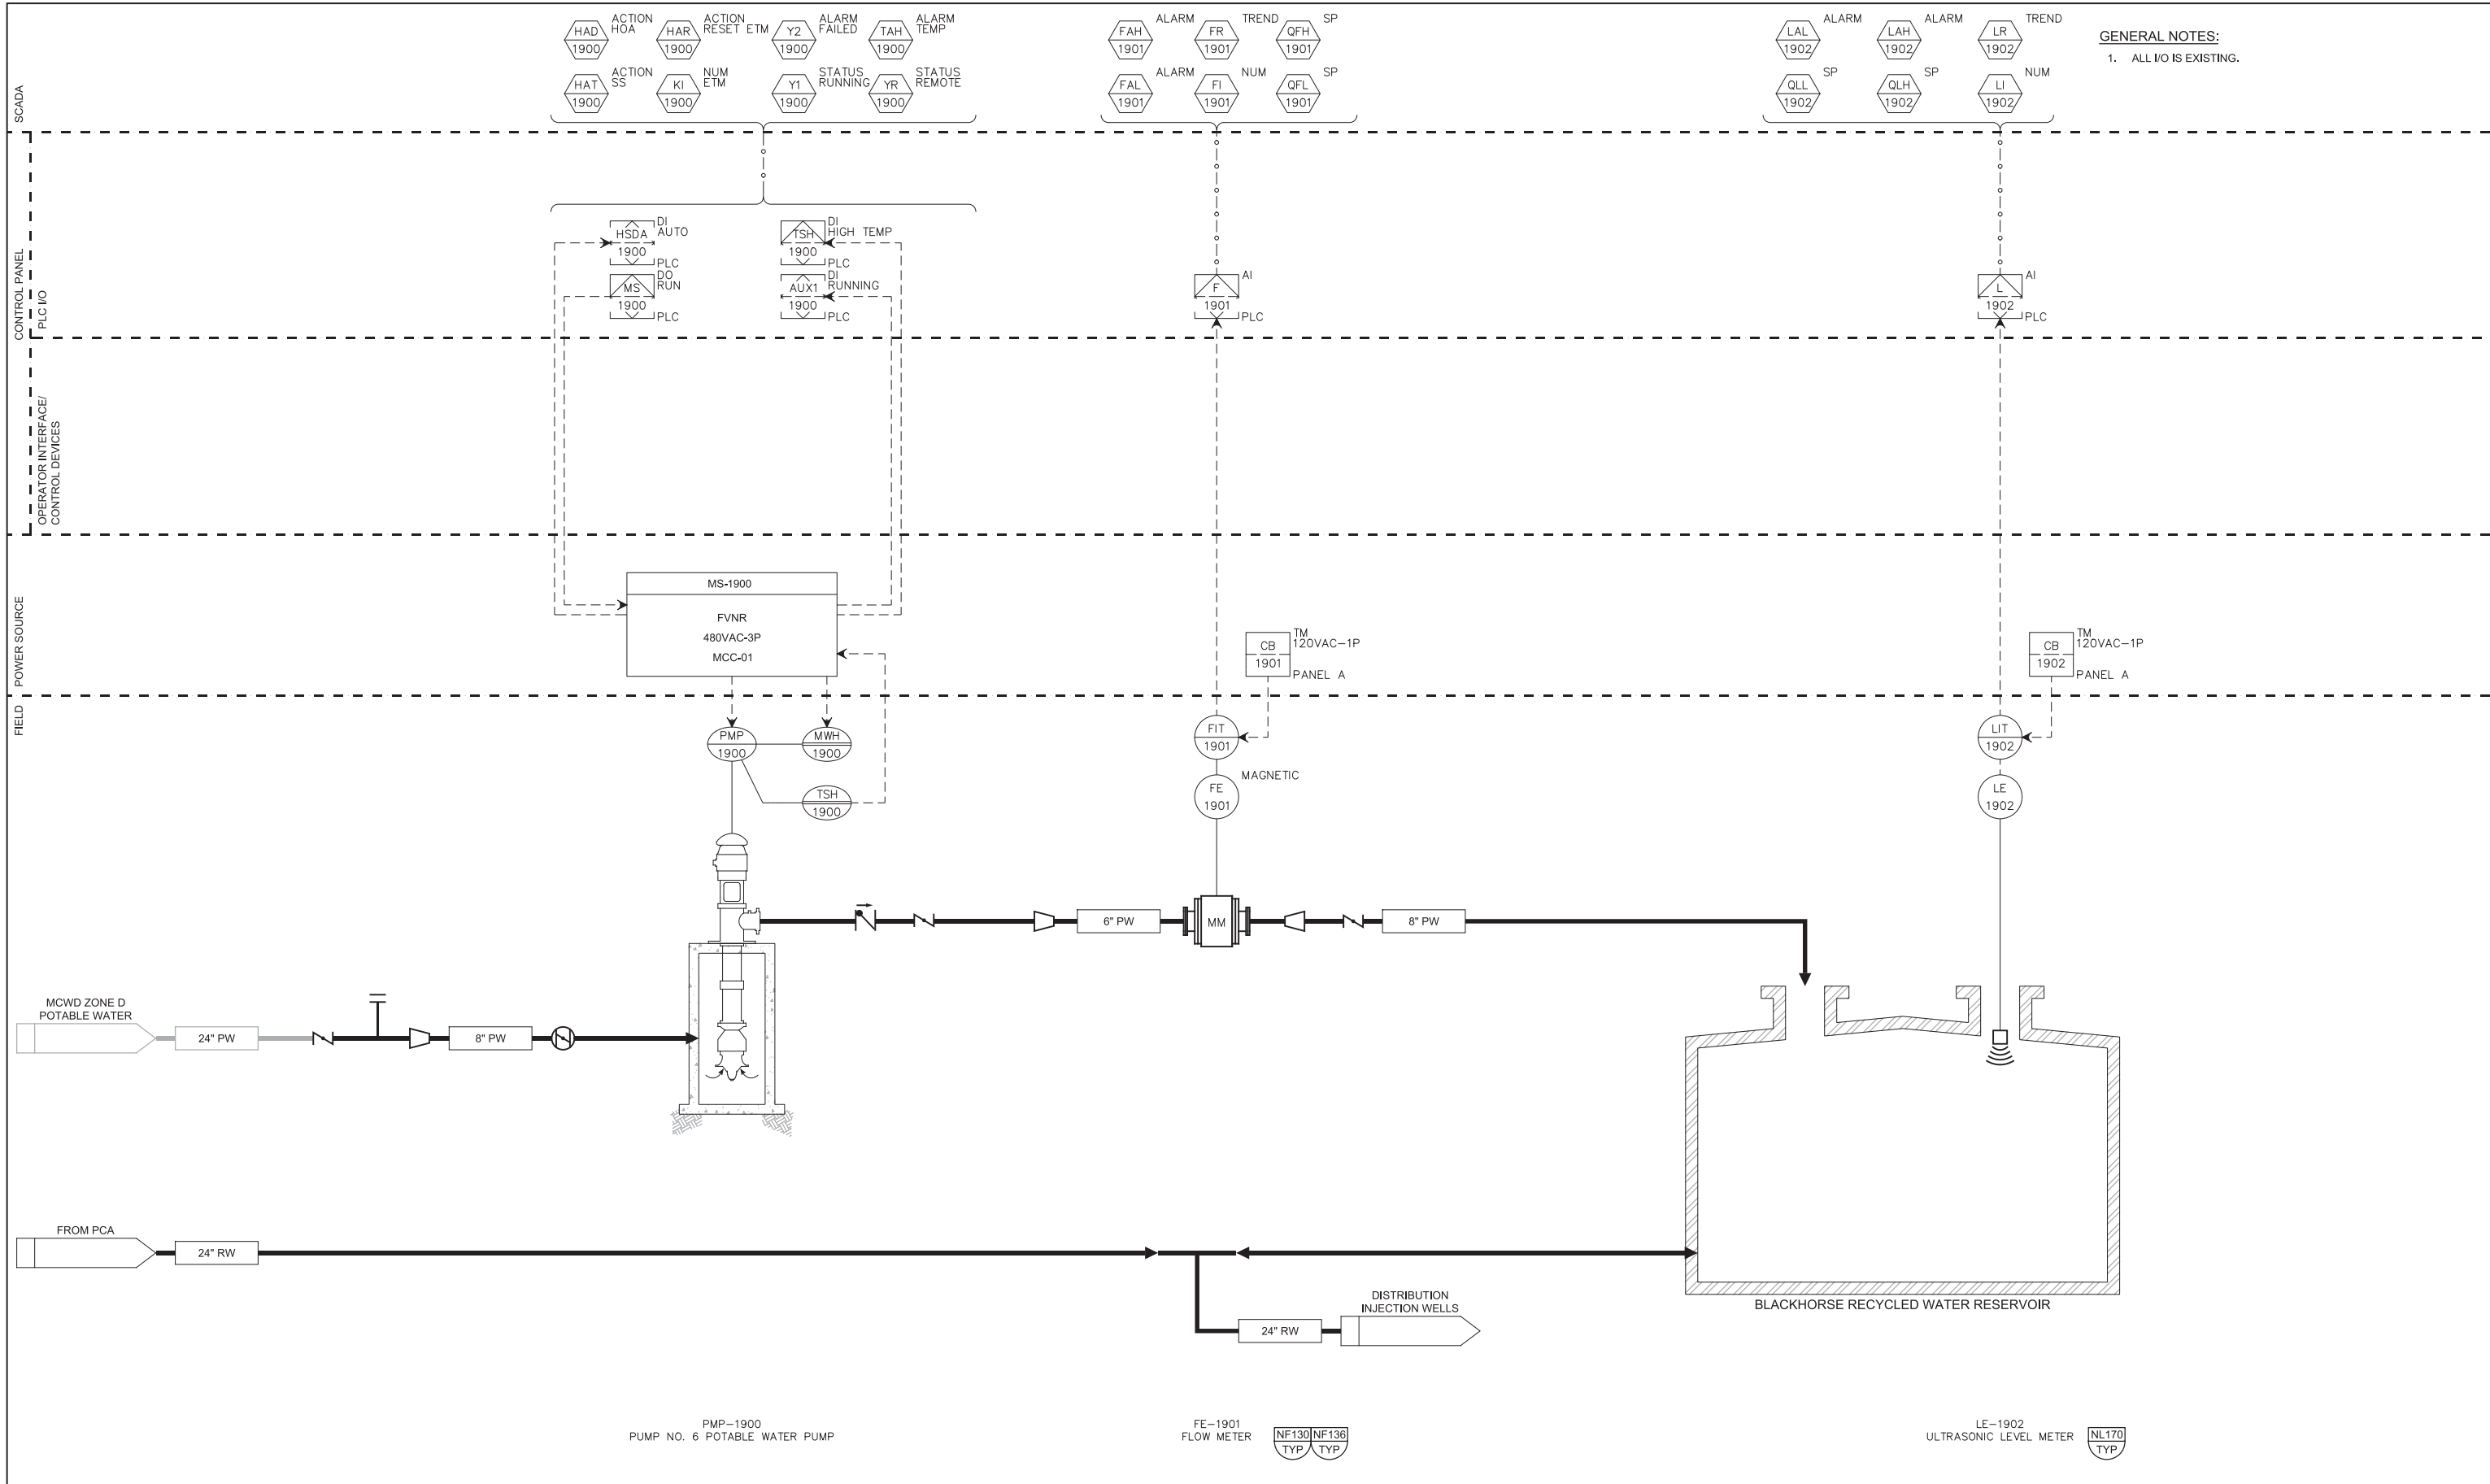 HAD
1900
ACTION
HOA
HAR
1900
ACTION
RESET ETM
Y2
1900
ALARM
FAILED
TAH
1900
ALARM
TEMP
HAT
1900
ACTION
SS
KI
1900
NUM
ETM
Y1
1900
STATUS
RUNNING
YR
1900
STATUS
REMOTE
FAH
1901
ALARM
FR
1901
TREND
QFH
1901
SP
FAL
1901
ALARM
FI
1901
NUM
QFL
1901
SP
LAL
1902
ALARM
LAH
1902
ALARM
LR
1902
TREND
QLL
1902
SP
QLH
1902
SP
LI
1902
NUM
GENERAL NOTES:
1. ALL I/O IS EXISTING.
SCADA
CONTROL PANEL
PLC I/O
HSDA
1900
DI
AUTO
PLC
TSH
1900
DI
HIGH TEMP
PLC
MS
1900
DO
RUN
PLC
AUX1
1900
DI
RUNNING
PLC
F
1901
AI
PLC
L
1902
AI
PLC
OPERATOR INTERFACE/
CONTROL DEVICES
POWER SOURCE
MS-1900
FVNR
480VAC-3P
MCC-01
CB
1901
TM
120VAC-1P
PANEL A
CB
1902
TM
120VAC-1P
PANEL A
FIELD
PMP
1900
MWH
1900
TSH
1900
FIT
1901
FE
1901
MAGNETIC
LIT
1902
LE
1902
6" PW
MM
8" PW
MCWD ZONE D
POTABLE WATER
24" PW
8" PW
FROM PCA
24" RW
DISTRIBUTION
INJECTION WELLS
24" RW
BLACKHORSE RECYCLED WATER RESERVOIR
PMP-1900
PUMP NO. 6 POTABLE WATER PUMP
FE-1901
FLOW METER
NF130
TYP
NF136
TYP
LE-1902
ULTRASONIC LEVEL METER
NL170
TYP